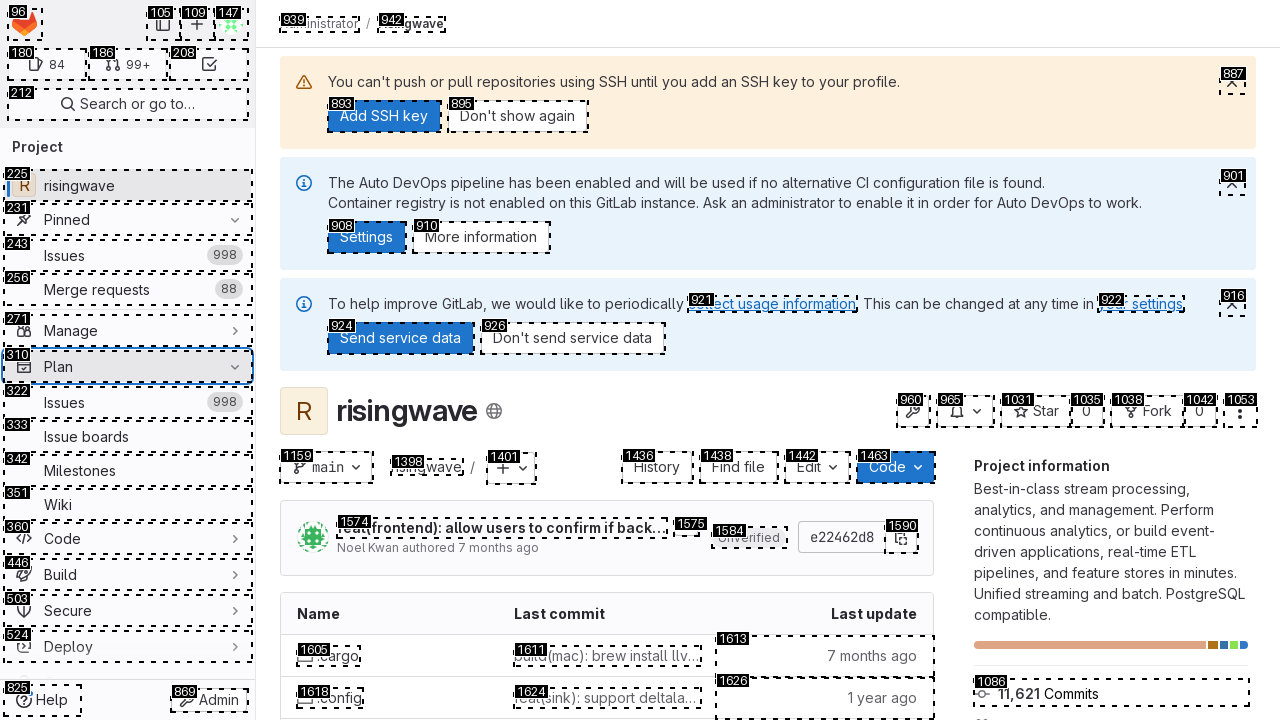 96
105
109
147
180
84
186
99+
208
212
Search or go to…
Project
225
R
risingwave
231
Pinned
243
Issues
998
256
Merge requests
88
271
Manage
310
Plan
322
Issues
998
333
Issue boards
342
Milestones
351
Wiki
360
Code
446
Build
503
Secure
524
Deploy
825
Help
869
Admin
939
942
/
risingwave
You can't push or pull repositories using SSH until you add an SSH key to your profile.
887
893
Add SSH key
895
Don't show again
The Auto DevOps pipeline has been enabled and will be used if no alternative CI configuration file is found.
Container registry is not enabled on this GitLab instance. Ask an administrator to enable it in order for Auto DevOps to work.
901
908
Settings
910
More information
To help improve GitLab, we would like to periodically collect usage information. This can be changed at any time in your settings.
921
922
916
924
Send service data
926
Don't send service data
R
risingwave
960
965
1031
Star
1035
0
1038
Fork
1042
0
1053
1159
main
1398
risingwave /
1401
1436
History
1438
Find file
1442
Edit
1463
Code
1574
feat(frontend): allow users to confirm if back…
1575
Noel Kwan authored 7 months ago
1584
Unverified
e22462d8
1590
Name
Last commit
Last update
1605
.cargo
1611
build(mac): brew install llv…
1613
7 months ago
1618
.config
1624
feat(sink): support deltala…
1626
1 year ago
Project information
Best-in-class stream processing,
analytics, and management. Perform
continuous analytics, or build event-
driven applications, real-time ETL
pipelines, and feature stores in minutes.
Unified streaming and batch. PostgreSQL
compatible.
1086
11,621 Commits